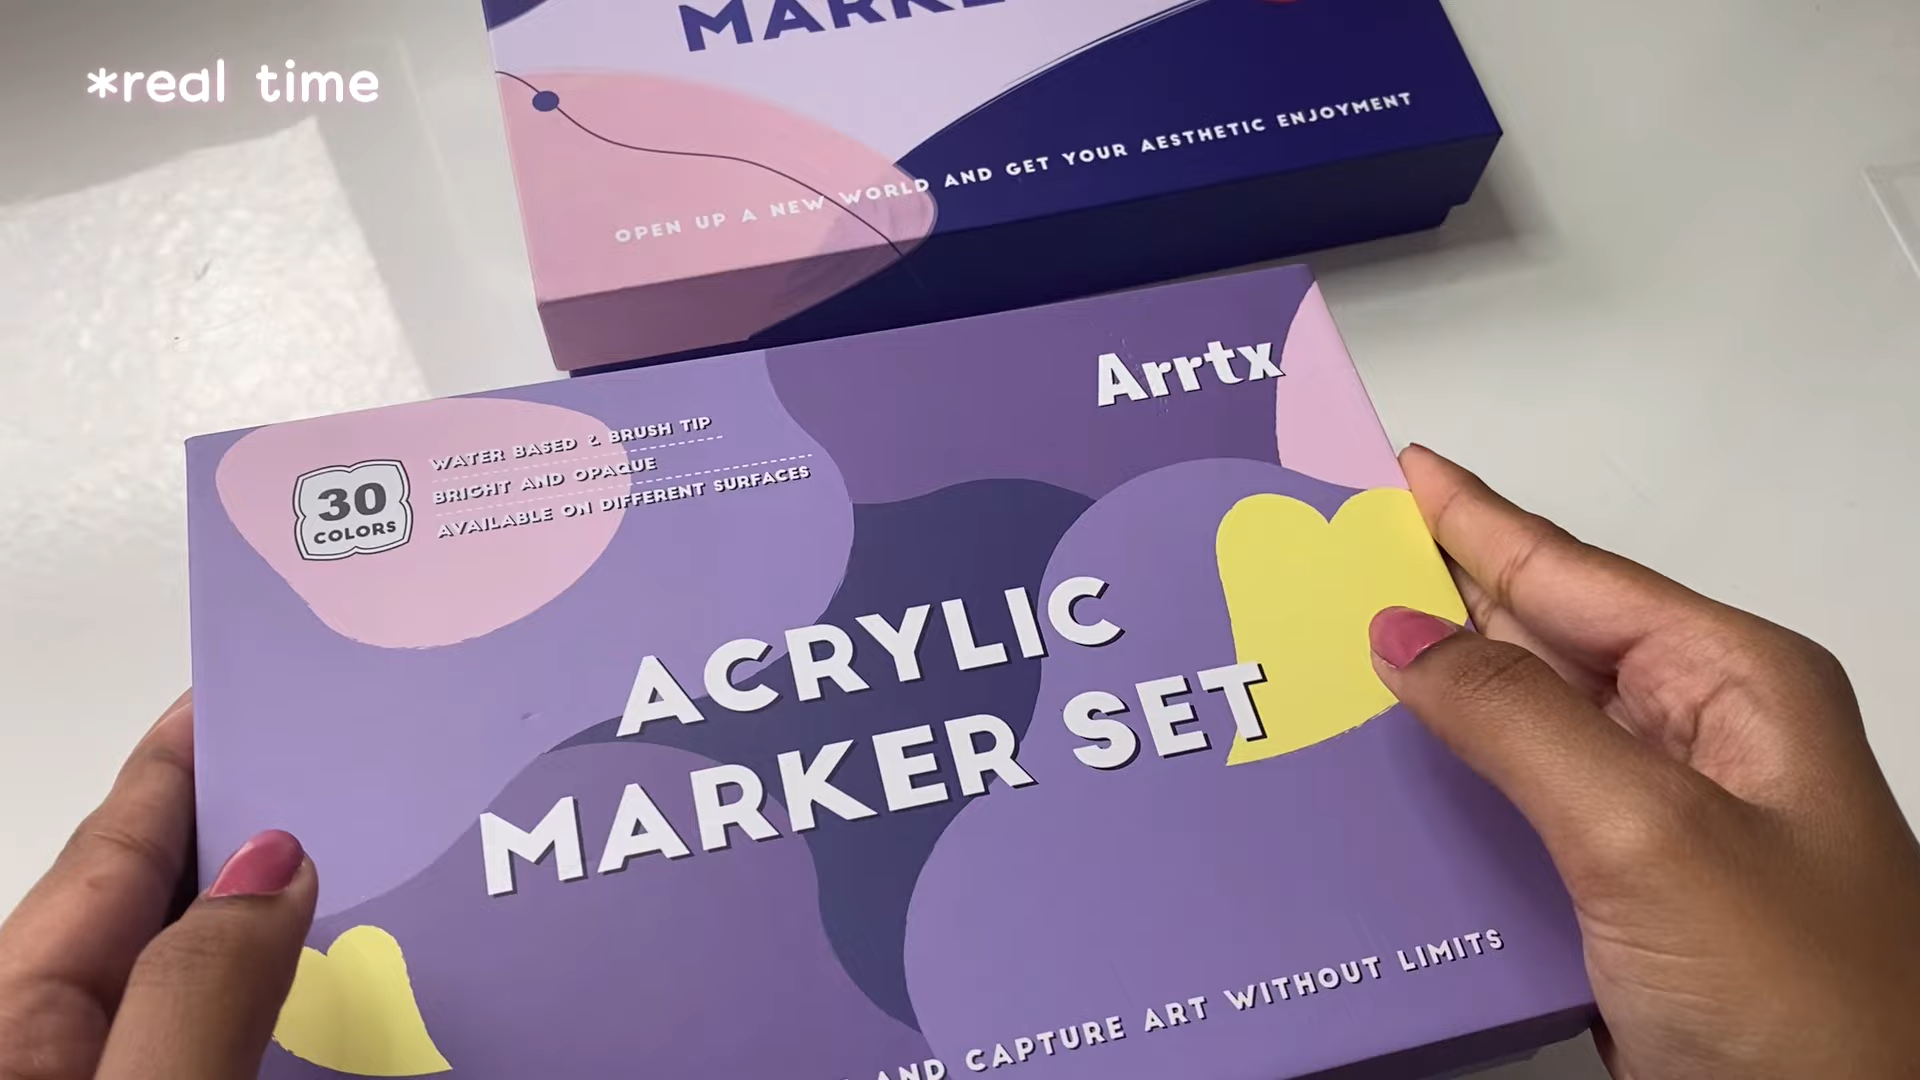 *real time
OPEN UP A NEW WORLD AND GET YOUR AESTHETIC ENJOYMENT
Arrtx
30
COLORS
WATER BASED & BRUSH TIP
BRIGHT AND OPAQUE
AVAILABLE ON DIFFERENT SURFACES
ACRYLIC
MARKER SET
AND CAPTURE ART WITHOUT LIMITS